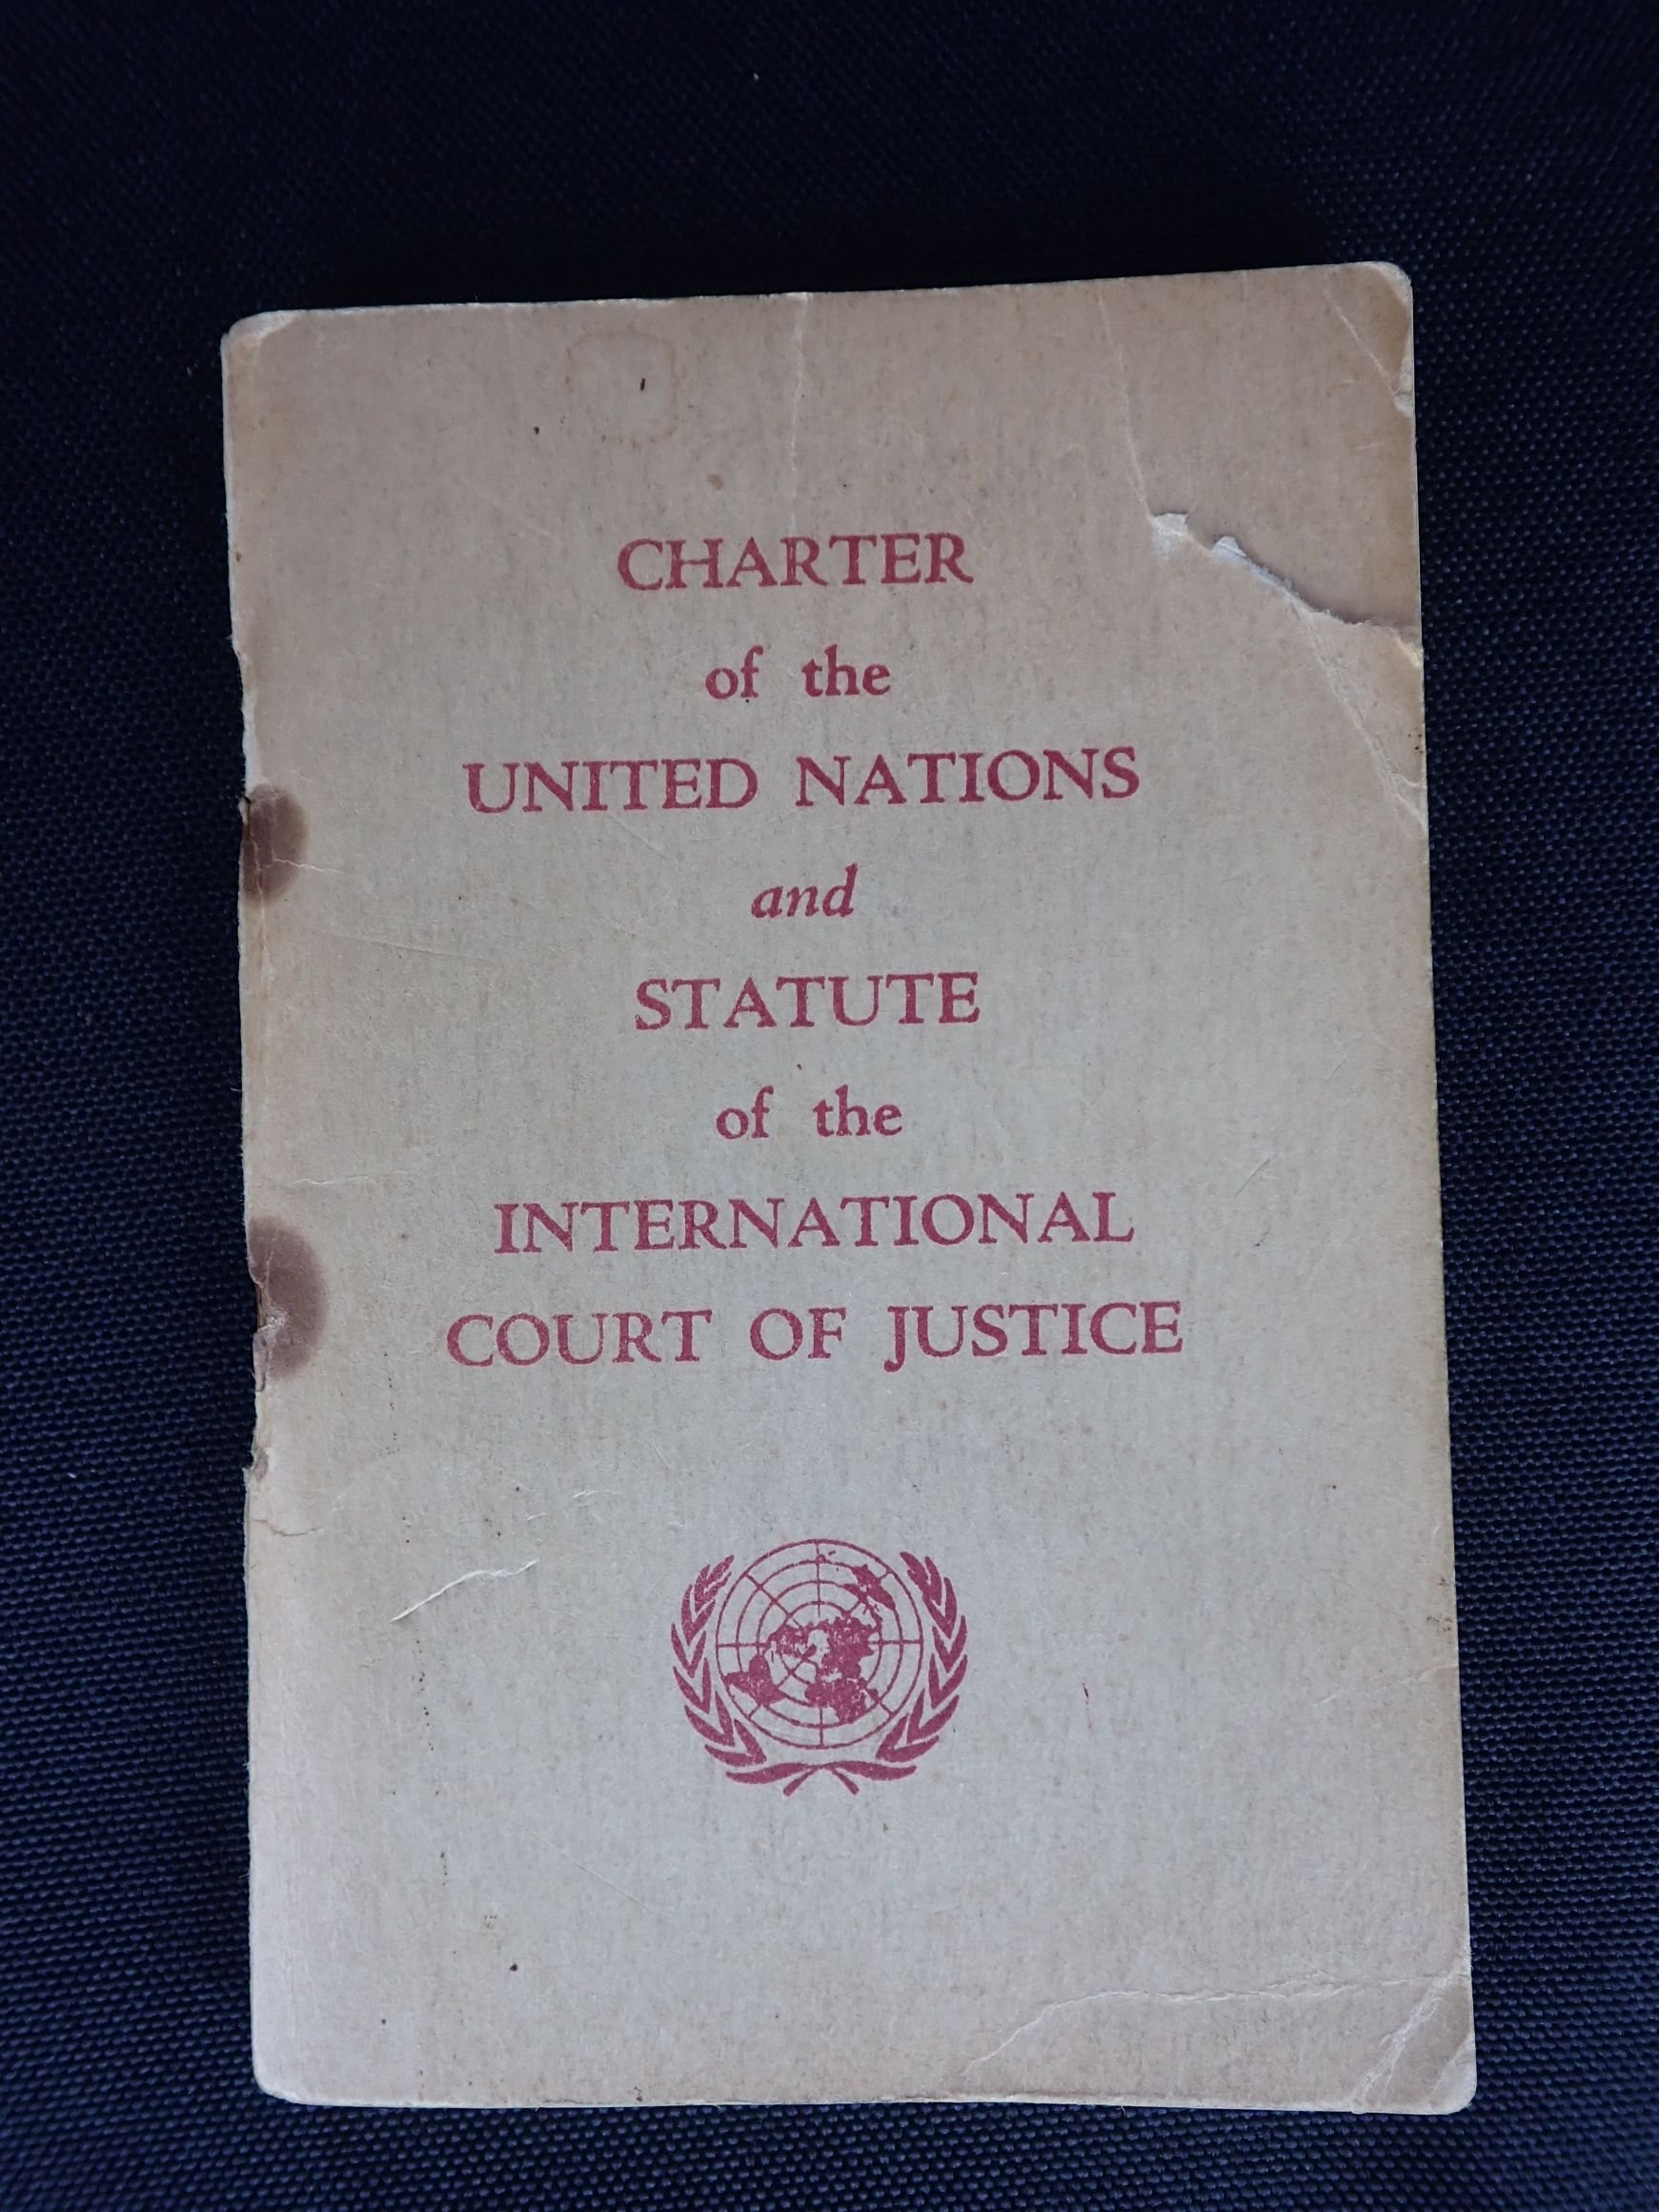 CHARTER
of the
UNITED NATIONS
and
STATUTE
of the
INTERNATIONAL
COURT OF JUSTICE